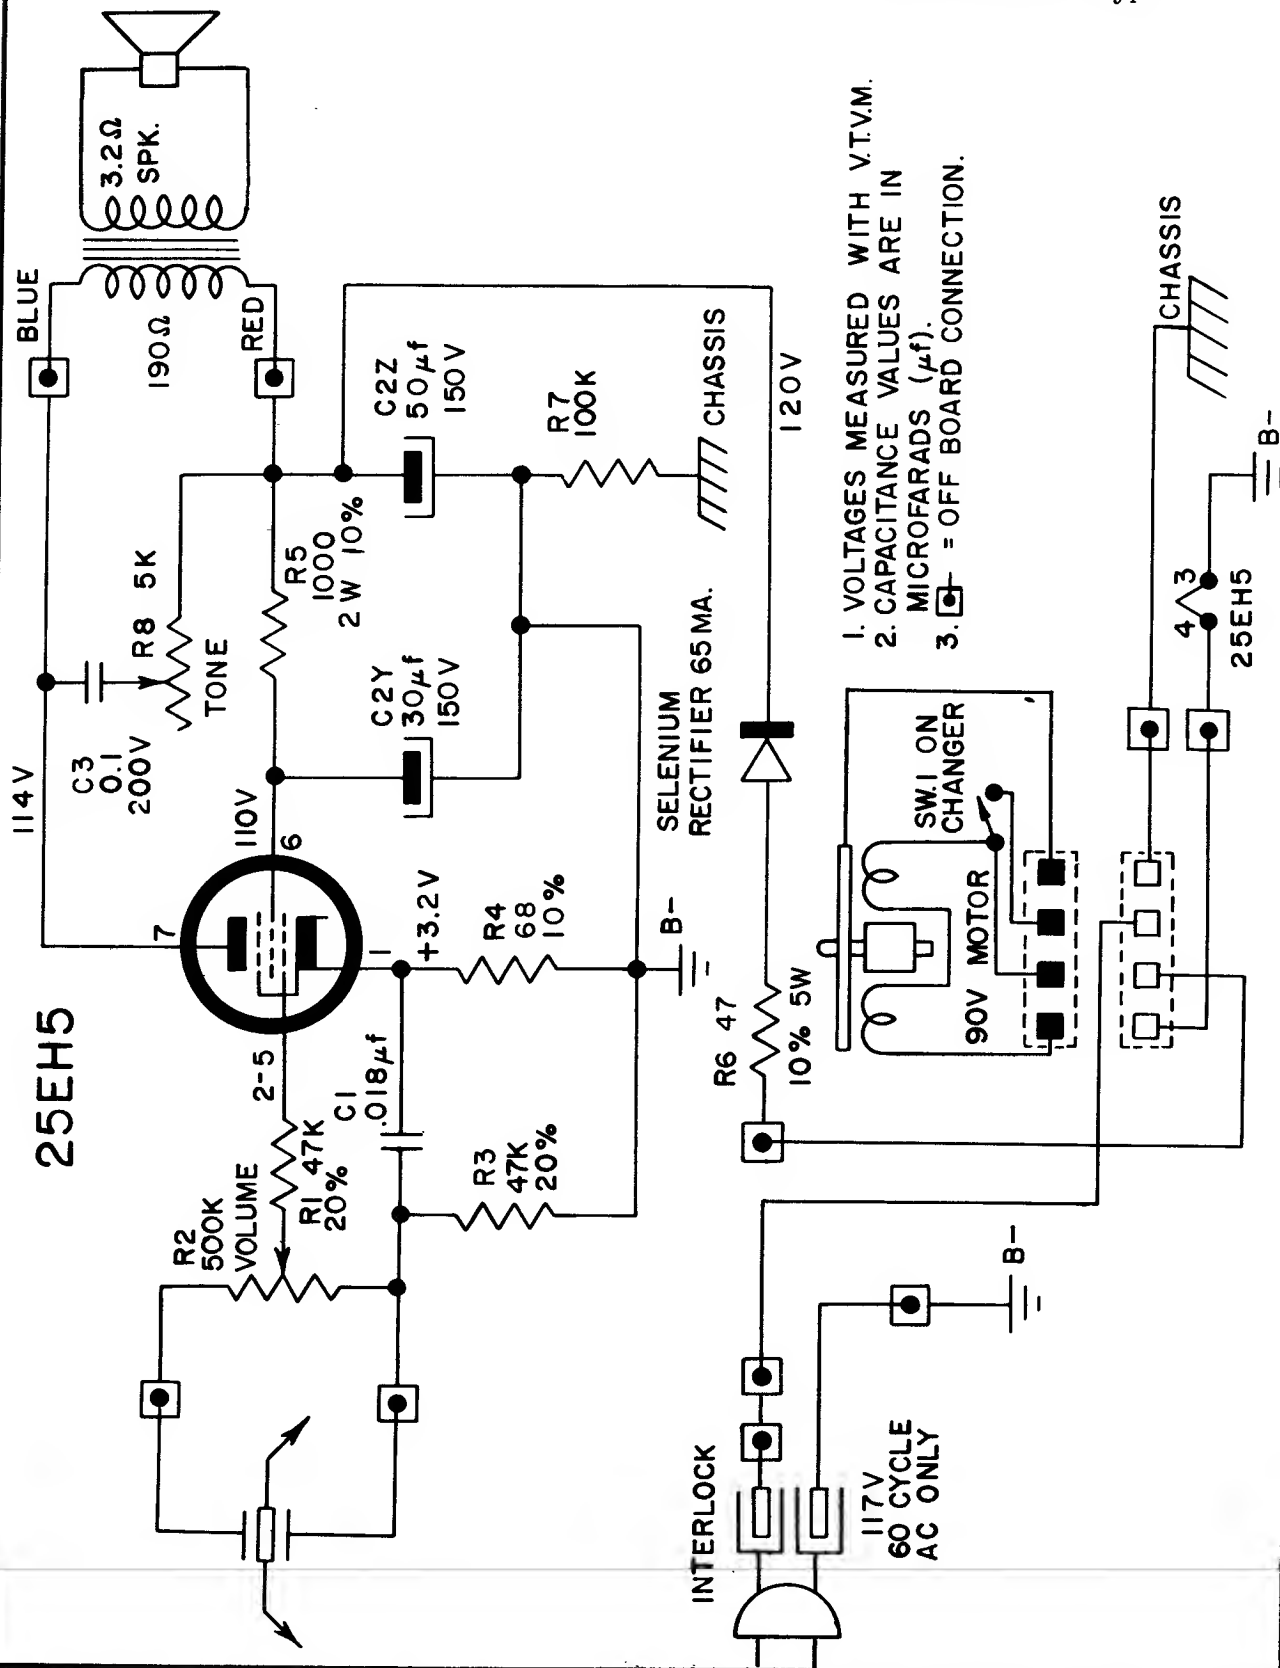 25EH5
114V
BLUE
3.2Ω
SPK.
190Ω
RED
C3
0.1
200V
R8 5K
TONE
7
110V
6
R5
1000
2W 10%
C2Z
50µf
150V
C2Y
30µf
150V
R7
100K
CHASSIS
2-5
1
+3.2V
R2
500K
VOLUME
R1 47K
20%
C1
.018µf
R4
68
10%
R3
47K
20%
B-
SELENIUM
RECTIFIER 65MA.
120V
R6 47
10% 5W
INTERLOCK
117V
60 CYCLE
AC ONLY
B-
90V MOTOR
SW.1 ON
CHANGER
1. VOLTAGES MEASURED WITH V.T.V.M.
2. CAPACITANCE VALUES ARE IN
MICROFARADS (µf).
3. = OFF BOARD CONNECTION.
CHASSIS
4 3
25EH5
B-